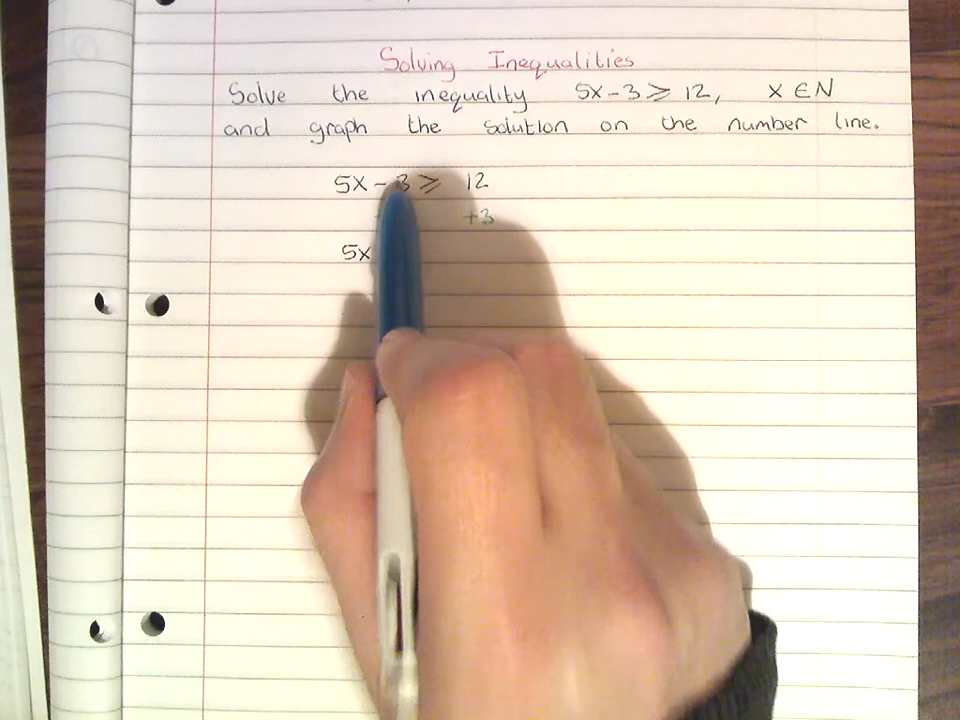 Solving Inequalities
Solve the inequality 5x - 3 ≥ 12, x ∈ N
and graph the solution on the number line.
5x - 3 ≥ 12
+3
5x